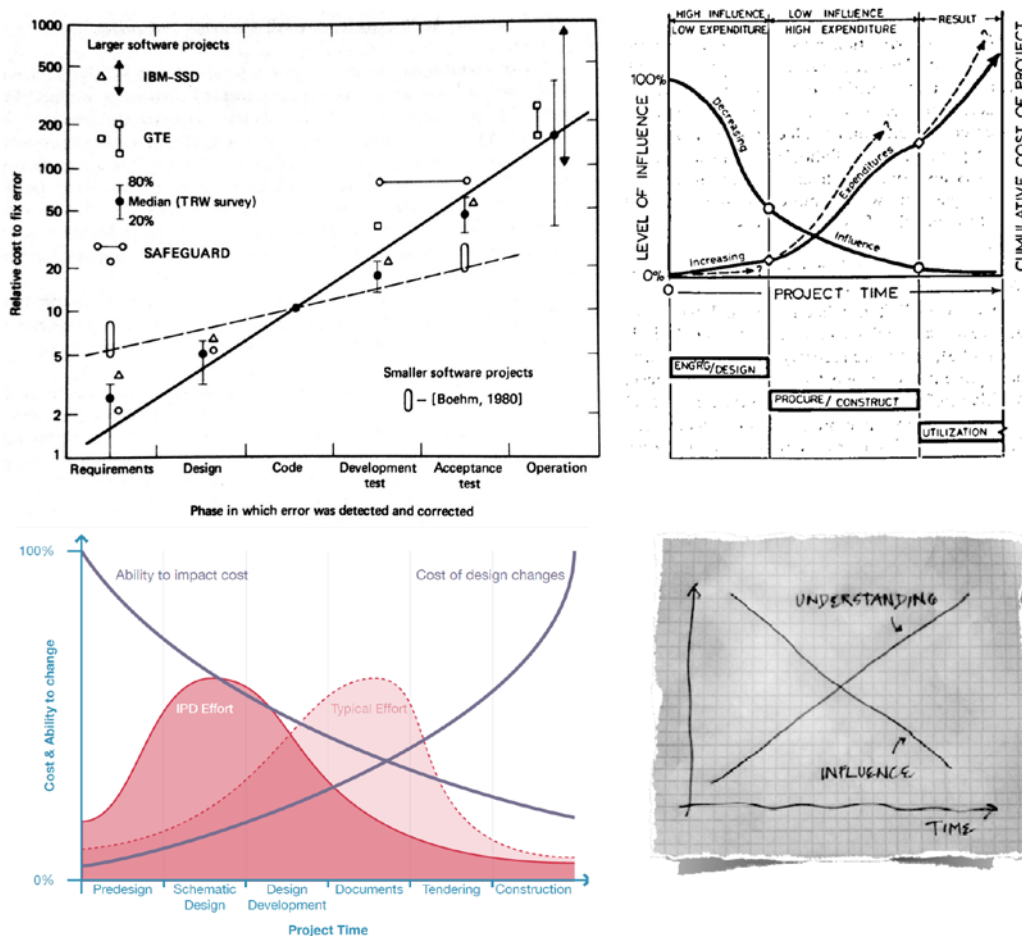 1000
500
200
100
50
20
10
5
2
1
Relative cost to fix error
Larger software projects
IBM-SSD
GTE
80%
Median (TRW survey)
20%
SAFEGUARD
Smaller software projects
– [Boehm, 1980]
Requirements
Design
Code
Development
test
Acceptance
test
Operation
Phase in which error was detected and corrected
HIGH INFLUENCE
LOW EXPENDITURE
LOW INFLUENCE
HIGH EXPENDITURE
RESULT
100%
0%
LEVEL OF INFLUENCE
CUMULATIVE COST OF PROJECT
Decreasing
Increasing
?
?
?
Expenditures
Influence
O
PROJECT TIME
ENG'RG/DESIGN
PROCURE/ CONSTRUCT
UTILIZATION
100%
0%
Cost & Ability to change
Ability to impact cost
Cost of design changes
IPD Effort
Typical Effort
Predesign
Schematic
Design
Design
Development
Documents
Tendering
Construction
Project Time
UNDERSTANDING
INFLUENCE
TIME